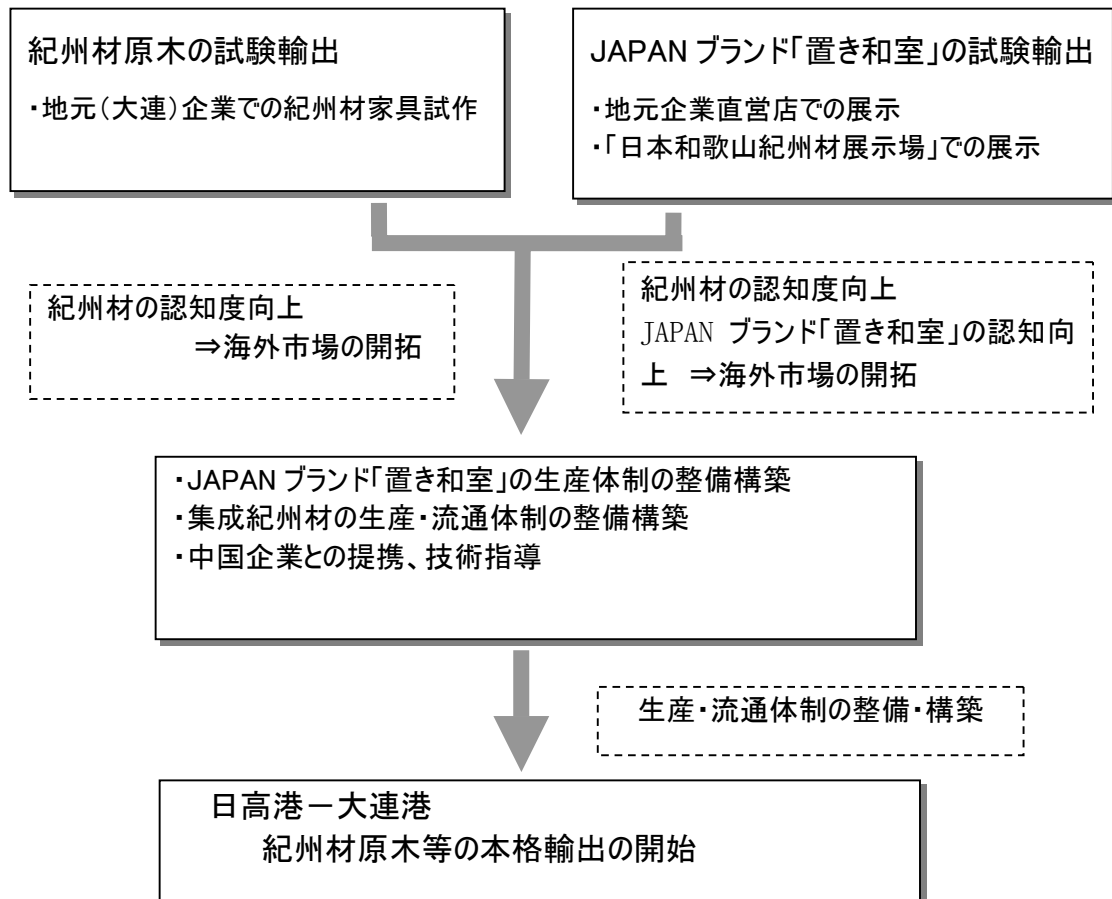 紀州材原木の試験輸出
・地元（大連）企業での紀州材家具試作
JAPAN ブランド「置き和室」の試験輸出
・地元企業直営店での展示
・「日本和歌山紀州材展示場」での展示
紀州材の認知度向上
⇒海外市場の開拓
紀州材の認知度向上
JAPAN ブランド「置き和室」の認知向
上 ⇒海外市場の開拓
・JAPAN ブランド「置き和室」の生産体制の整備構築
・集成紀州材の生産・流通体制の整備構築
・中国企業との提携、技術指導
生産・流通体制の整備・構築
日高港－大連港
紀州材原木等の本格輸出の開始